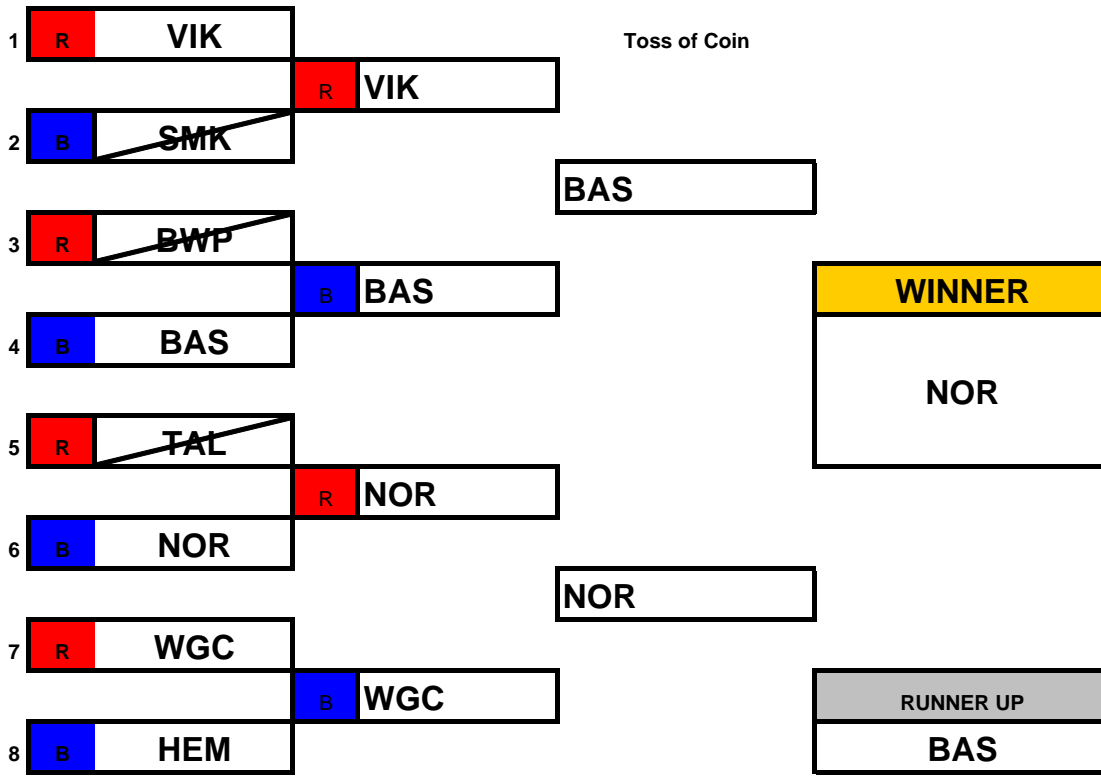 1 R VIK Toss of Coin
R VIK
2 B SMK
BAS
3 R BWP
B BAS WINNER
4 B BAS
NOR
5 R TAL
R NOR
6 B NOR
NOR
7 R WGC
B WGC RUNNER UP
8 B HEM BAS